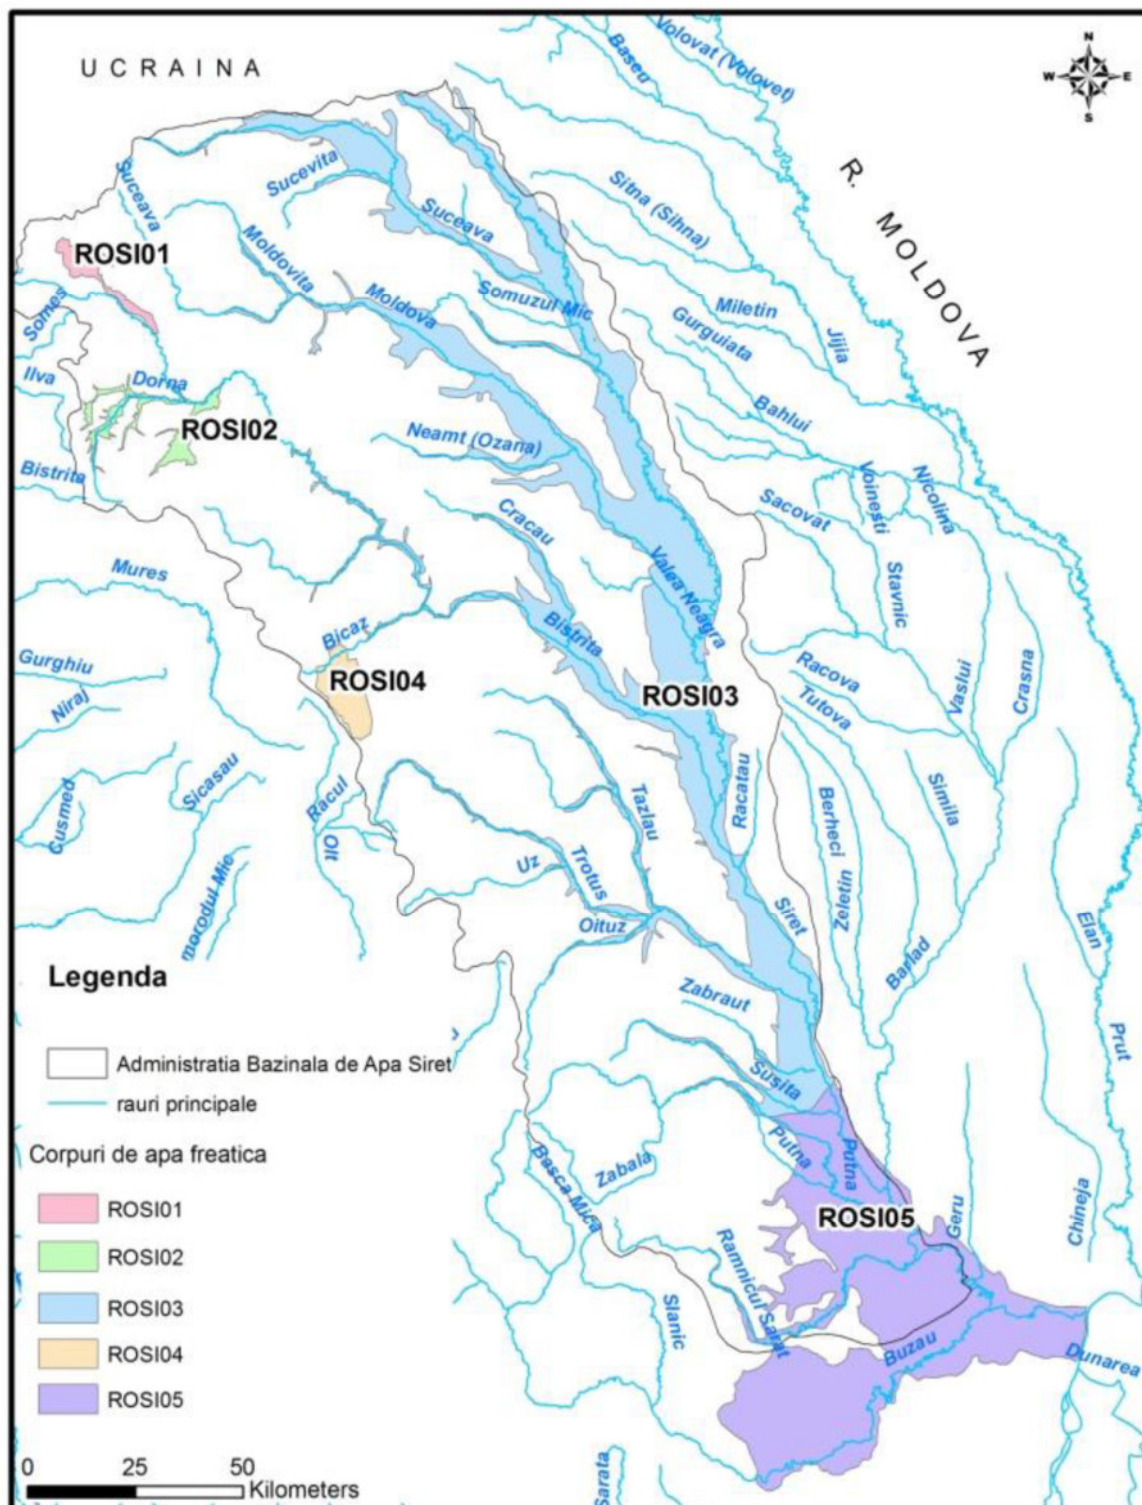 Volovat (Volovet)
Baseu
N
W E
S
UCRAINA
R. MOLDOVA
Sucevita
Suceava
Sitna (Sihna)
Suceava
ROSI01
Moldovita
Moldova
Somuzul Mic
Miletin
Gurguiata
Jijia
Somes
Ilva
Dorna
ROSI02
Bahlui
Neamt (Ozana)
Bistrita
Voinesti
Nicolina
Sacovat
Cracau
Mures
Valea Neagra
Stavnic
Bicaz
Bistrita
Gurghiu
Niraj
ROSI04
ROSI03
Racova
Tutova
Vaslui
Crasna
Sicasau
Racul
Cusmed
Olt
Racatau
Tazlau
Berheci
Simila
Uz
Trotus
Zeletin
morodul Mic
Oituz
Siret
Barlad
Elan
Legenda
Zabraut
Administratia Bazinala de Apa Siret
rauri principale
Susita
Prut
Corpuri de apa freatica
Putna
Putna
Zabala
Basca Mica
ROSI01
ROSI05
Geru
Chineja
ROSI02
Ramnicul Sarat
ROSI03
Slanic
ROSI04
Buzau
Dunarea
ROSI05
0 25 50
Kilometers
Sarata